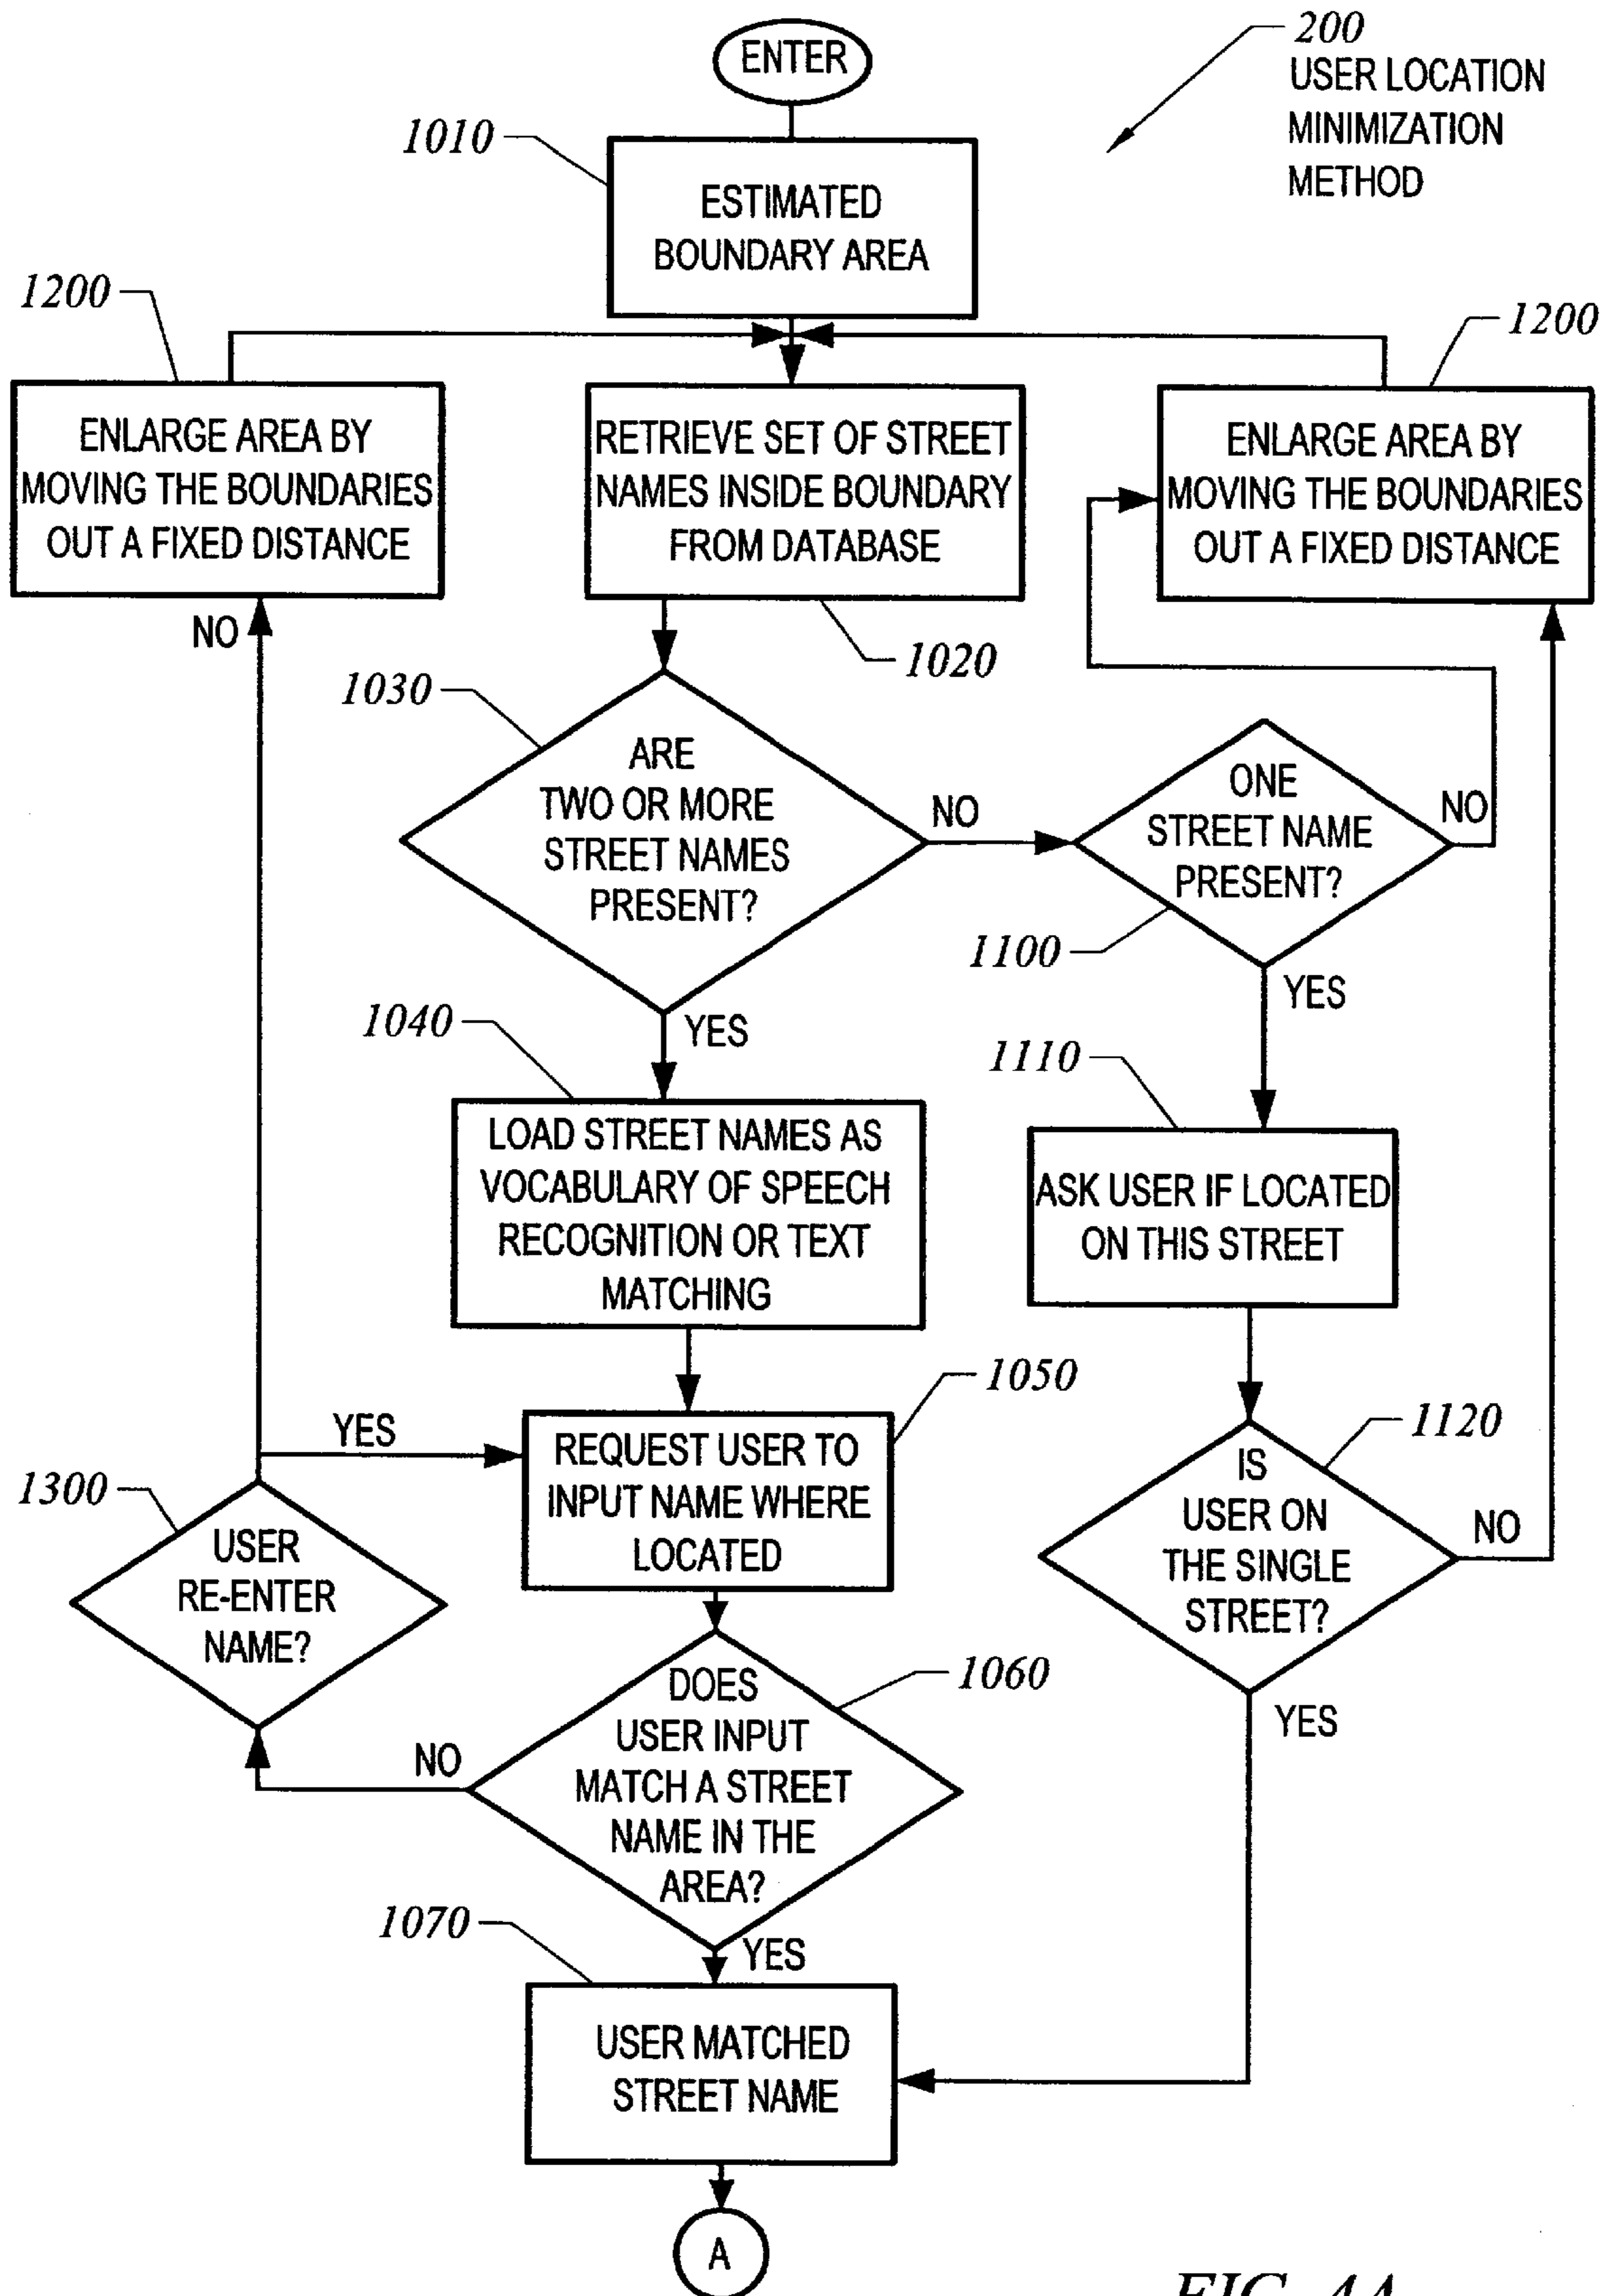 ENTER
200
USER LOCATION
MINIMIZATION
METHOD
1010
ESTIMATED
BOUNDARY AREA
1200
ENLARGE AREA BY
MOVING THE BOUNDARIES
OUT A FIXED DISTANCE
NO
RETRIEVE SET OF STREET
NAMES INSIDE BOUNDARY
FROM DATABASE
1020
1200
ENLARGE AREA BY
MOVING THE BOUNDARIES
OUT A FIXED DISTANCE
1030
ARE
TWO OR MORE
STREET NAMES
PRESENT?
NO
ONE
STREET NAME
PRESENT?
NO
1100
YES
YES
1040
LOAD STREET NAMES AS
VOCABULARY OF SPEECH
RECOGNITION OR TEXT
MATCHING
1110
ASK USER IF LOCATED
ON THIS STREET
1050
YES
REQUEST USER TO
INPUT NAME WHERE
LOCATED
1120
IS
USER ON
THE SINGLE
STREET?
NO
YES
1300
USER
RE-ENTER
NAME?
1060
DOES
USER INPUT
MATCH A STREET
NAME IN THE
AREA?
NO
YES
1070
USER MATCHED
STREET NAME
A
FIG. 4A